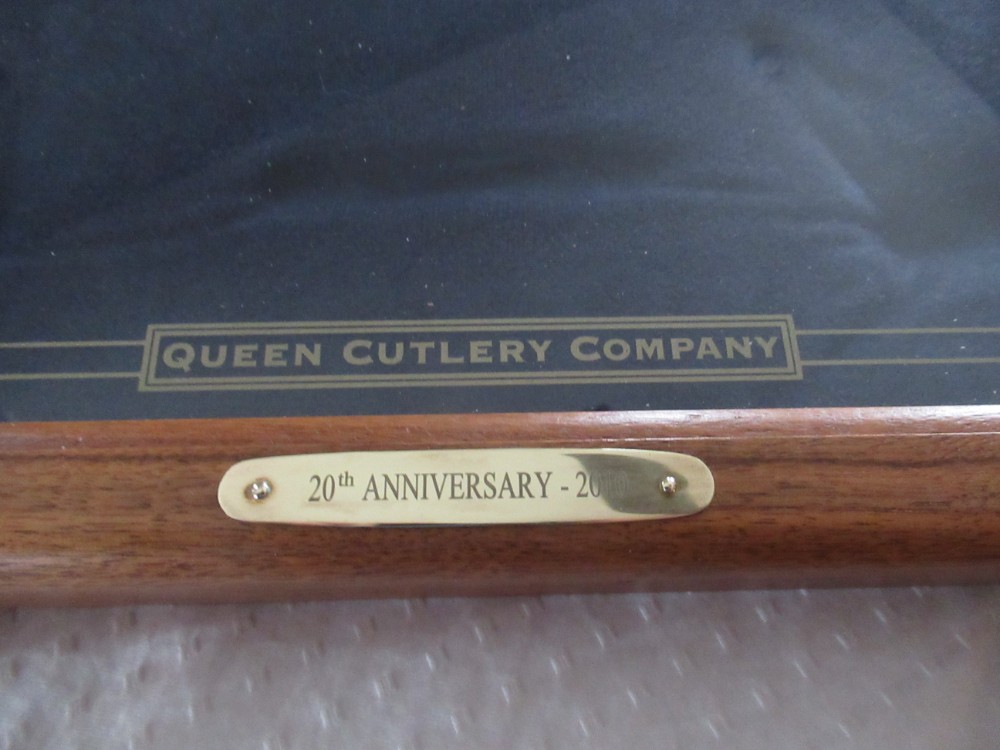 QUEEN CUTLERY COMPANY
20th ANNIVERSARY -